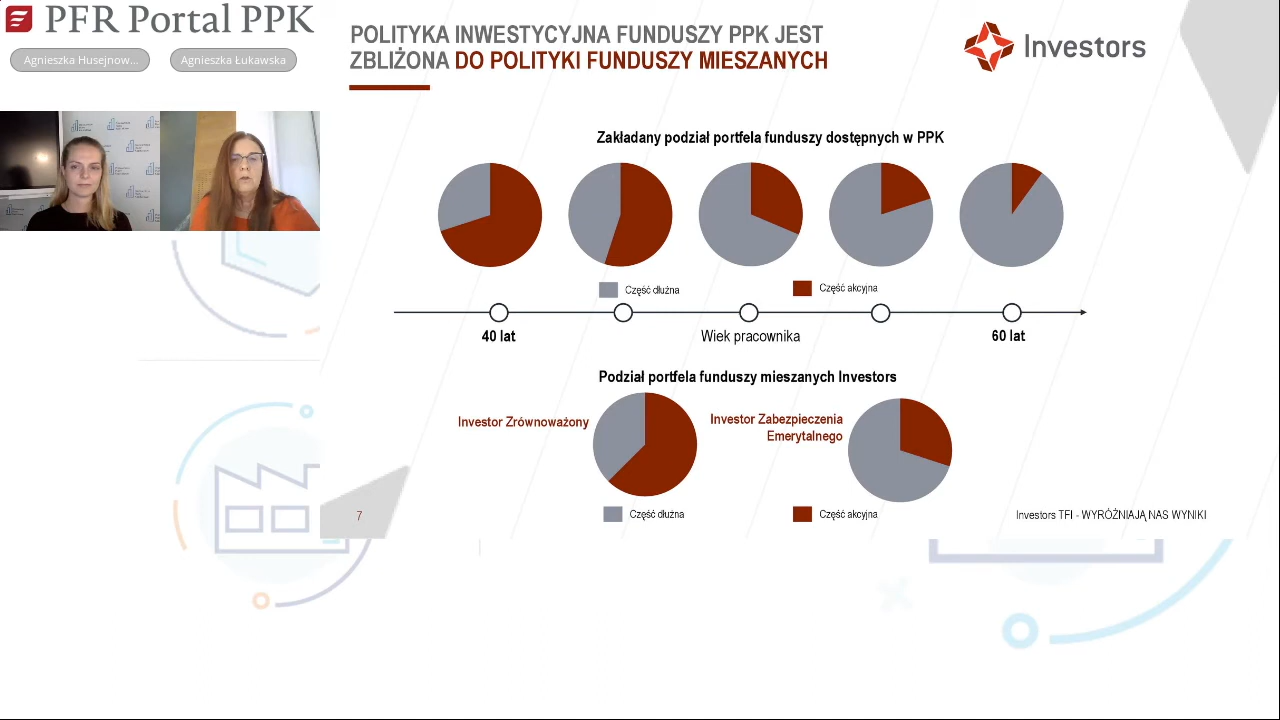 PFR Portal PPK
Agnieszka Husejnow...
Agnieszka Łukawska
POLITYKA INWESTYCYJNA FUNDUSZY PPK JEST
ZBLIŻONA DO POLITYKI FUNDUSZY MIESZANYCH
Investors
Zakładany podział portfela funduszy dostępnych w PPK
Część dłużna
Część akcyjna
40 lat
Wiek pracownika
60 lat
Podział portfela funduszy mieszanych Investors
Investor Zrównoważony
Investor Zabezpieczenia
Emerytalnego
Część dłużna
Część akcyjna
7
Investors TFI - WYRÓŻNIAJĄ NAS WYNIKI